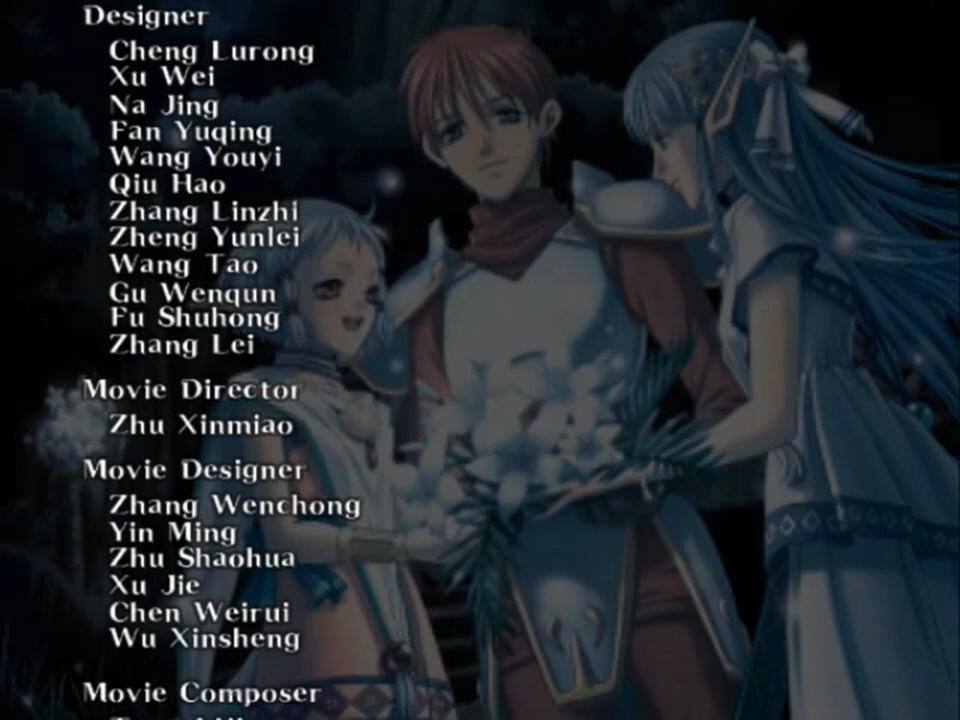 Designer
Cheng Lurong
Xu Wei
Na Jing
Fan Yuqing
Wang Youyi
Qiu Hao
Zhang Linzhi
Zheng Yunlei
Wang Tao
Gu Wenqun
Fu Shuhong
Zhang Lei
Movie Director
Zhu Xinmiao
Movie Designer
Zhang Wenchong
Yin Ming
Zhu Shaohua
Xu Jie
Chen Weirui
Wu Xinsheng
Movie Composer